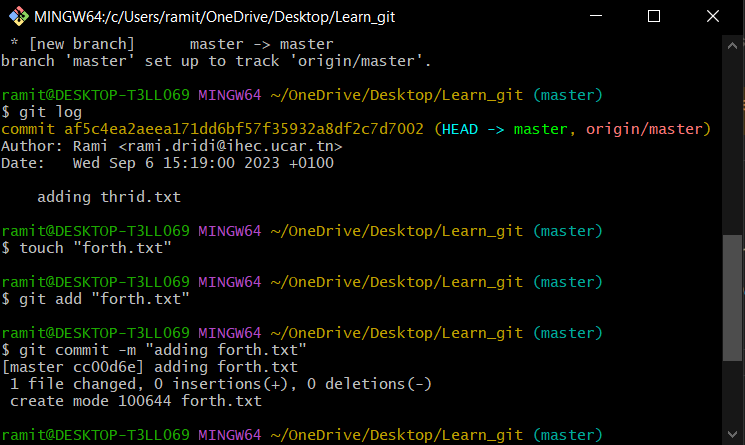 MINGW64:/c/Users/ramit/OneDrive/Desktop/Learn_git
* [new branch]      master -> master
branch 'master' set up to track 'origin/master'.
ramit@DESKTOP-T3LLO69 MINGW64 ~/OneDrive/Desktop/Learn_git (master)
$ git log
commit af5c4ea2aeea171dd6bf57f35932a8df2c7d7002 (HEAD -> master, origin/master)
Author: Rami <rami.dridi@ihec.ucar.tn>
Date:   Wed Sep 6 15:19:00 2023 +0100
    adding thrid.txt
ramit@DESKTOP-T3LLO69 MINGW64 ~/OneDrive/Desktop/Learn_git (master)
$ touch "forth.txt"
ramit@DESKTOP-T3LLO69 MINGW64 ~/OneDrive/Desktop/Learn_git (master)
$ git add "forth.txt"
ramit@DESKTOP-T3LLO69 MINGW64 ~/OneDrive/Desktop/Learn_git (master)
$ git commit -m "adding forth.txt"
[master cc00d6e] adding forth.txt
 1 file changed, 0 insertions(+), 0 deletions(-)
 create mode 100644 forth.txt
ramit@DESKTOP-T3LLO69 MINGW64 ~/OneDrive/Desktop/Learn_git (master)